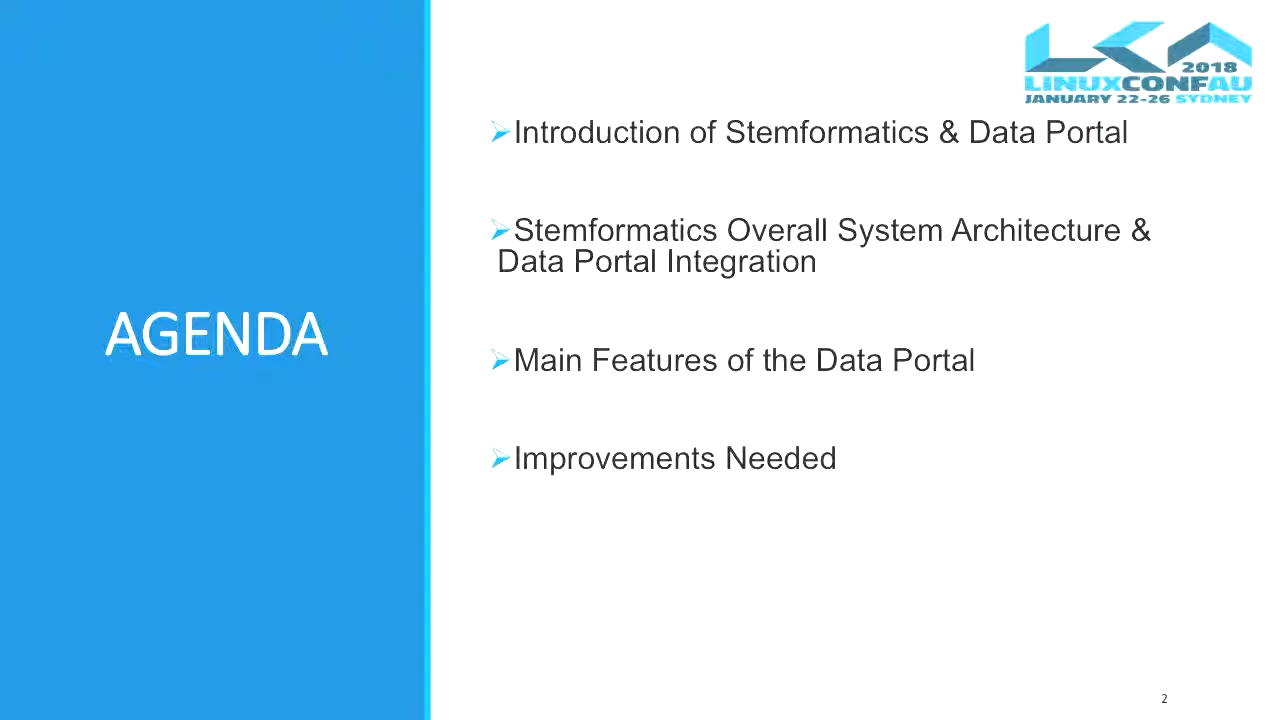 2018
LINUXCONFAU
JANUARY 22-26 SYDNEY
AGENDA
➢Introduction of Stemformatics & Data Portal
➢Stemformatics Overall System Architecture &
Data Portal Integration
➢Main Features of the Data Portal
➢Improvements Needed
2